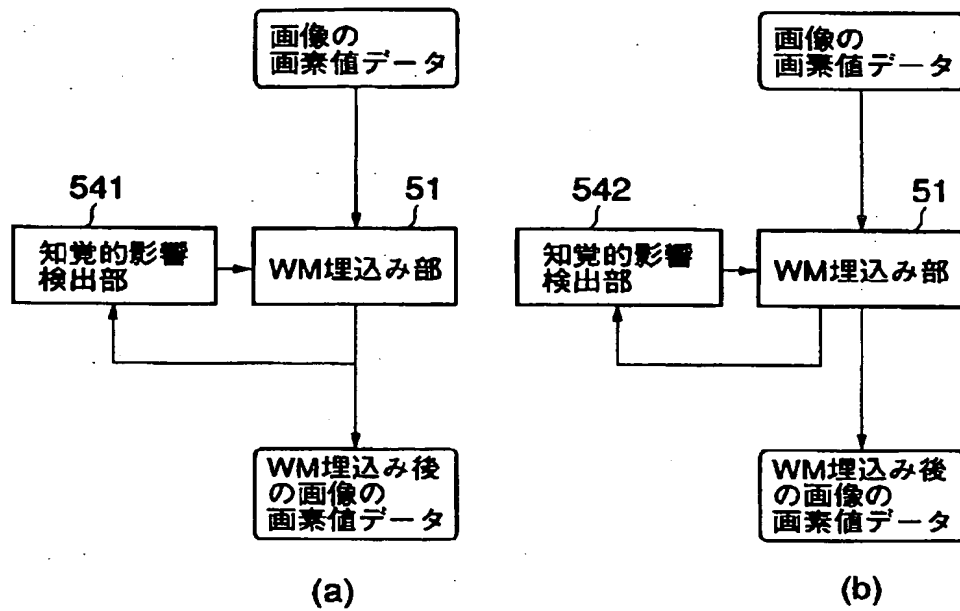 画像の
画素値データ
541
51
知覚的影響
検出部
WM埋込み部
WM埋込み後
の画像の
画素値データ
(a)
画像の
画素値データ
542
51
知覚的影響
検出部
WM埋込み部
WM埋込み後
の画像の
画素値データ
(b)